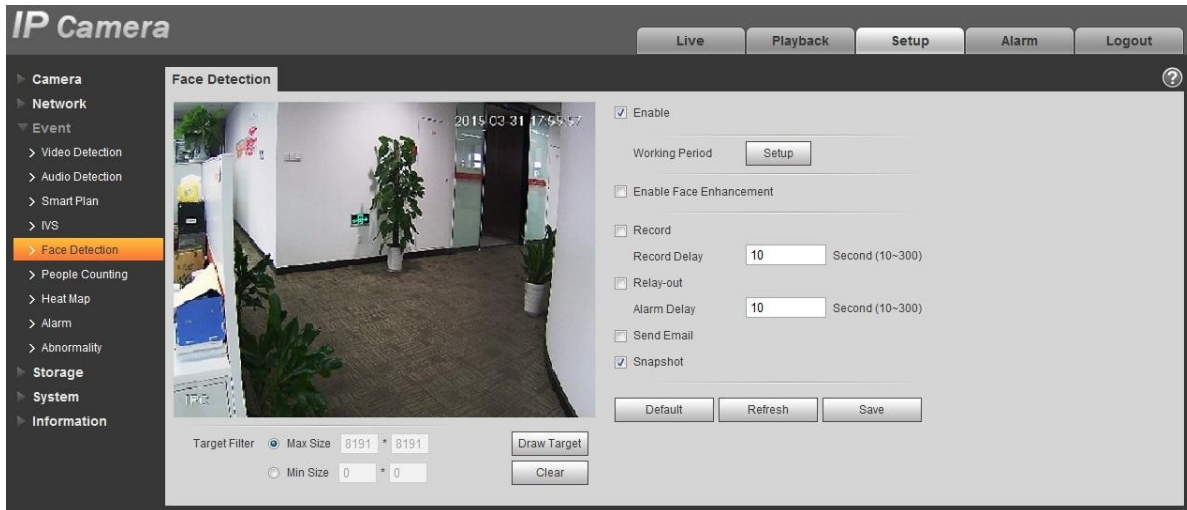 IP Camera
Live
Playback
Setup
Alarm
Logout
Camera
Network
Event
> Video Detection
> Audio Detection
> Smart Plan
> IVS
> Face Detection
> People Counting
> Heat Map
> Alarm
> Abnormality
Storage
System
Information
Face Detection
?
2015-03-31 17:55:57
IPC
Target Filter Max Size 8191 * 8191 Draw Target
Min Size 0 * 0 Clear
Enable
Working Period Setup
Enable Face Enhancement
Record
Record Delay 10 Second (10~300)
Relay-out
Alarm Delay 10 Second (10~300)
Send Email
Snapshot
Default Refresh Save